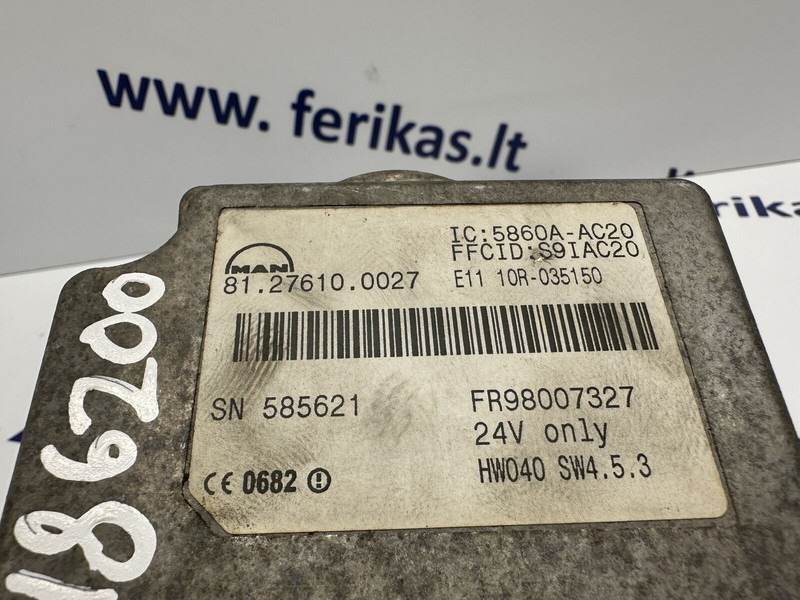 www. ferikas.lt
MAN
81.27610.0027
IC:5860A-AC20
FFCID:S9IAC20
E11 10R-035150
SN 585621
FR98007327
24V only
HW040 SW4.5.3
CE 0682
186200